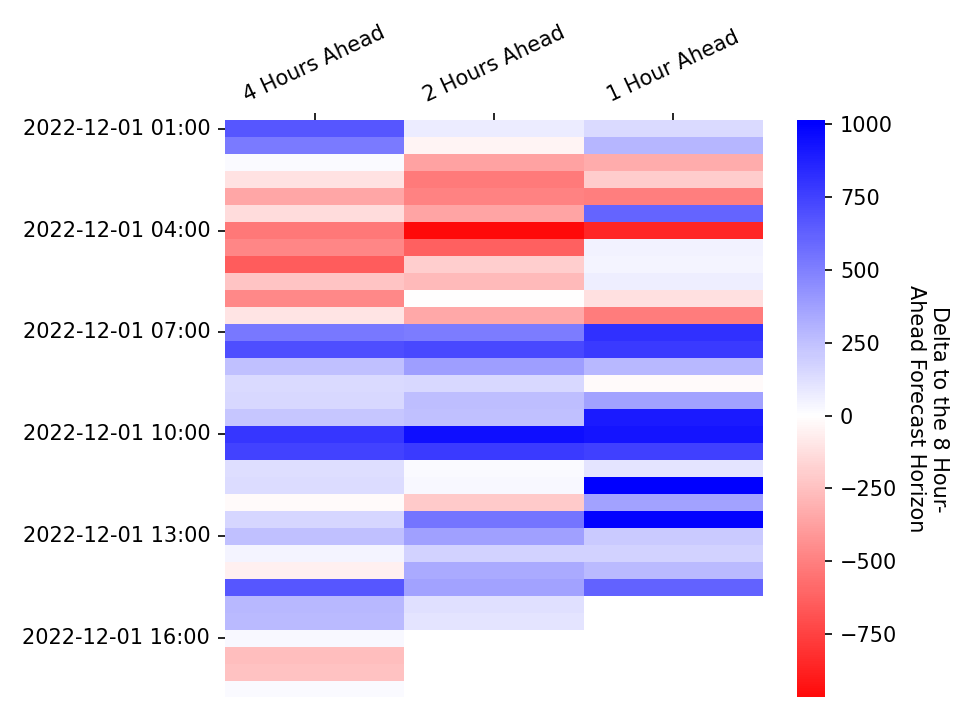 4 Hours Ahead
2 Hours Ahead
1 Hour Ahead
2022-12-01 01:00
2022-12-01 04:00
2022-12-01 07:00
2022-12-01 10:00
2022-12-01 13:00
2022-12-01 16:00
1000
750
500
250
0
−250
−500
−750
Delta to the 8 Hour-
Ahead Forecast Horizon